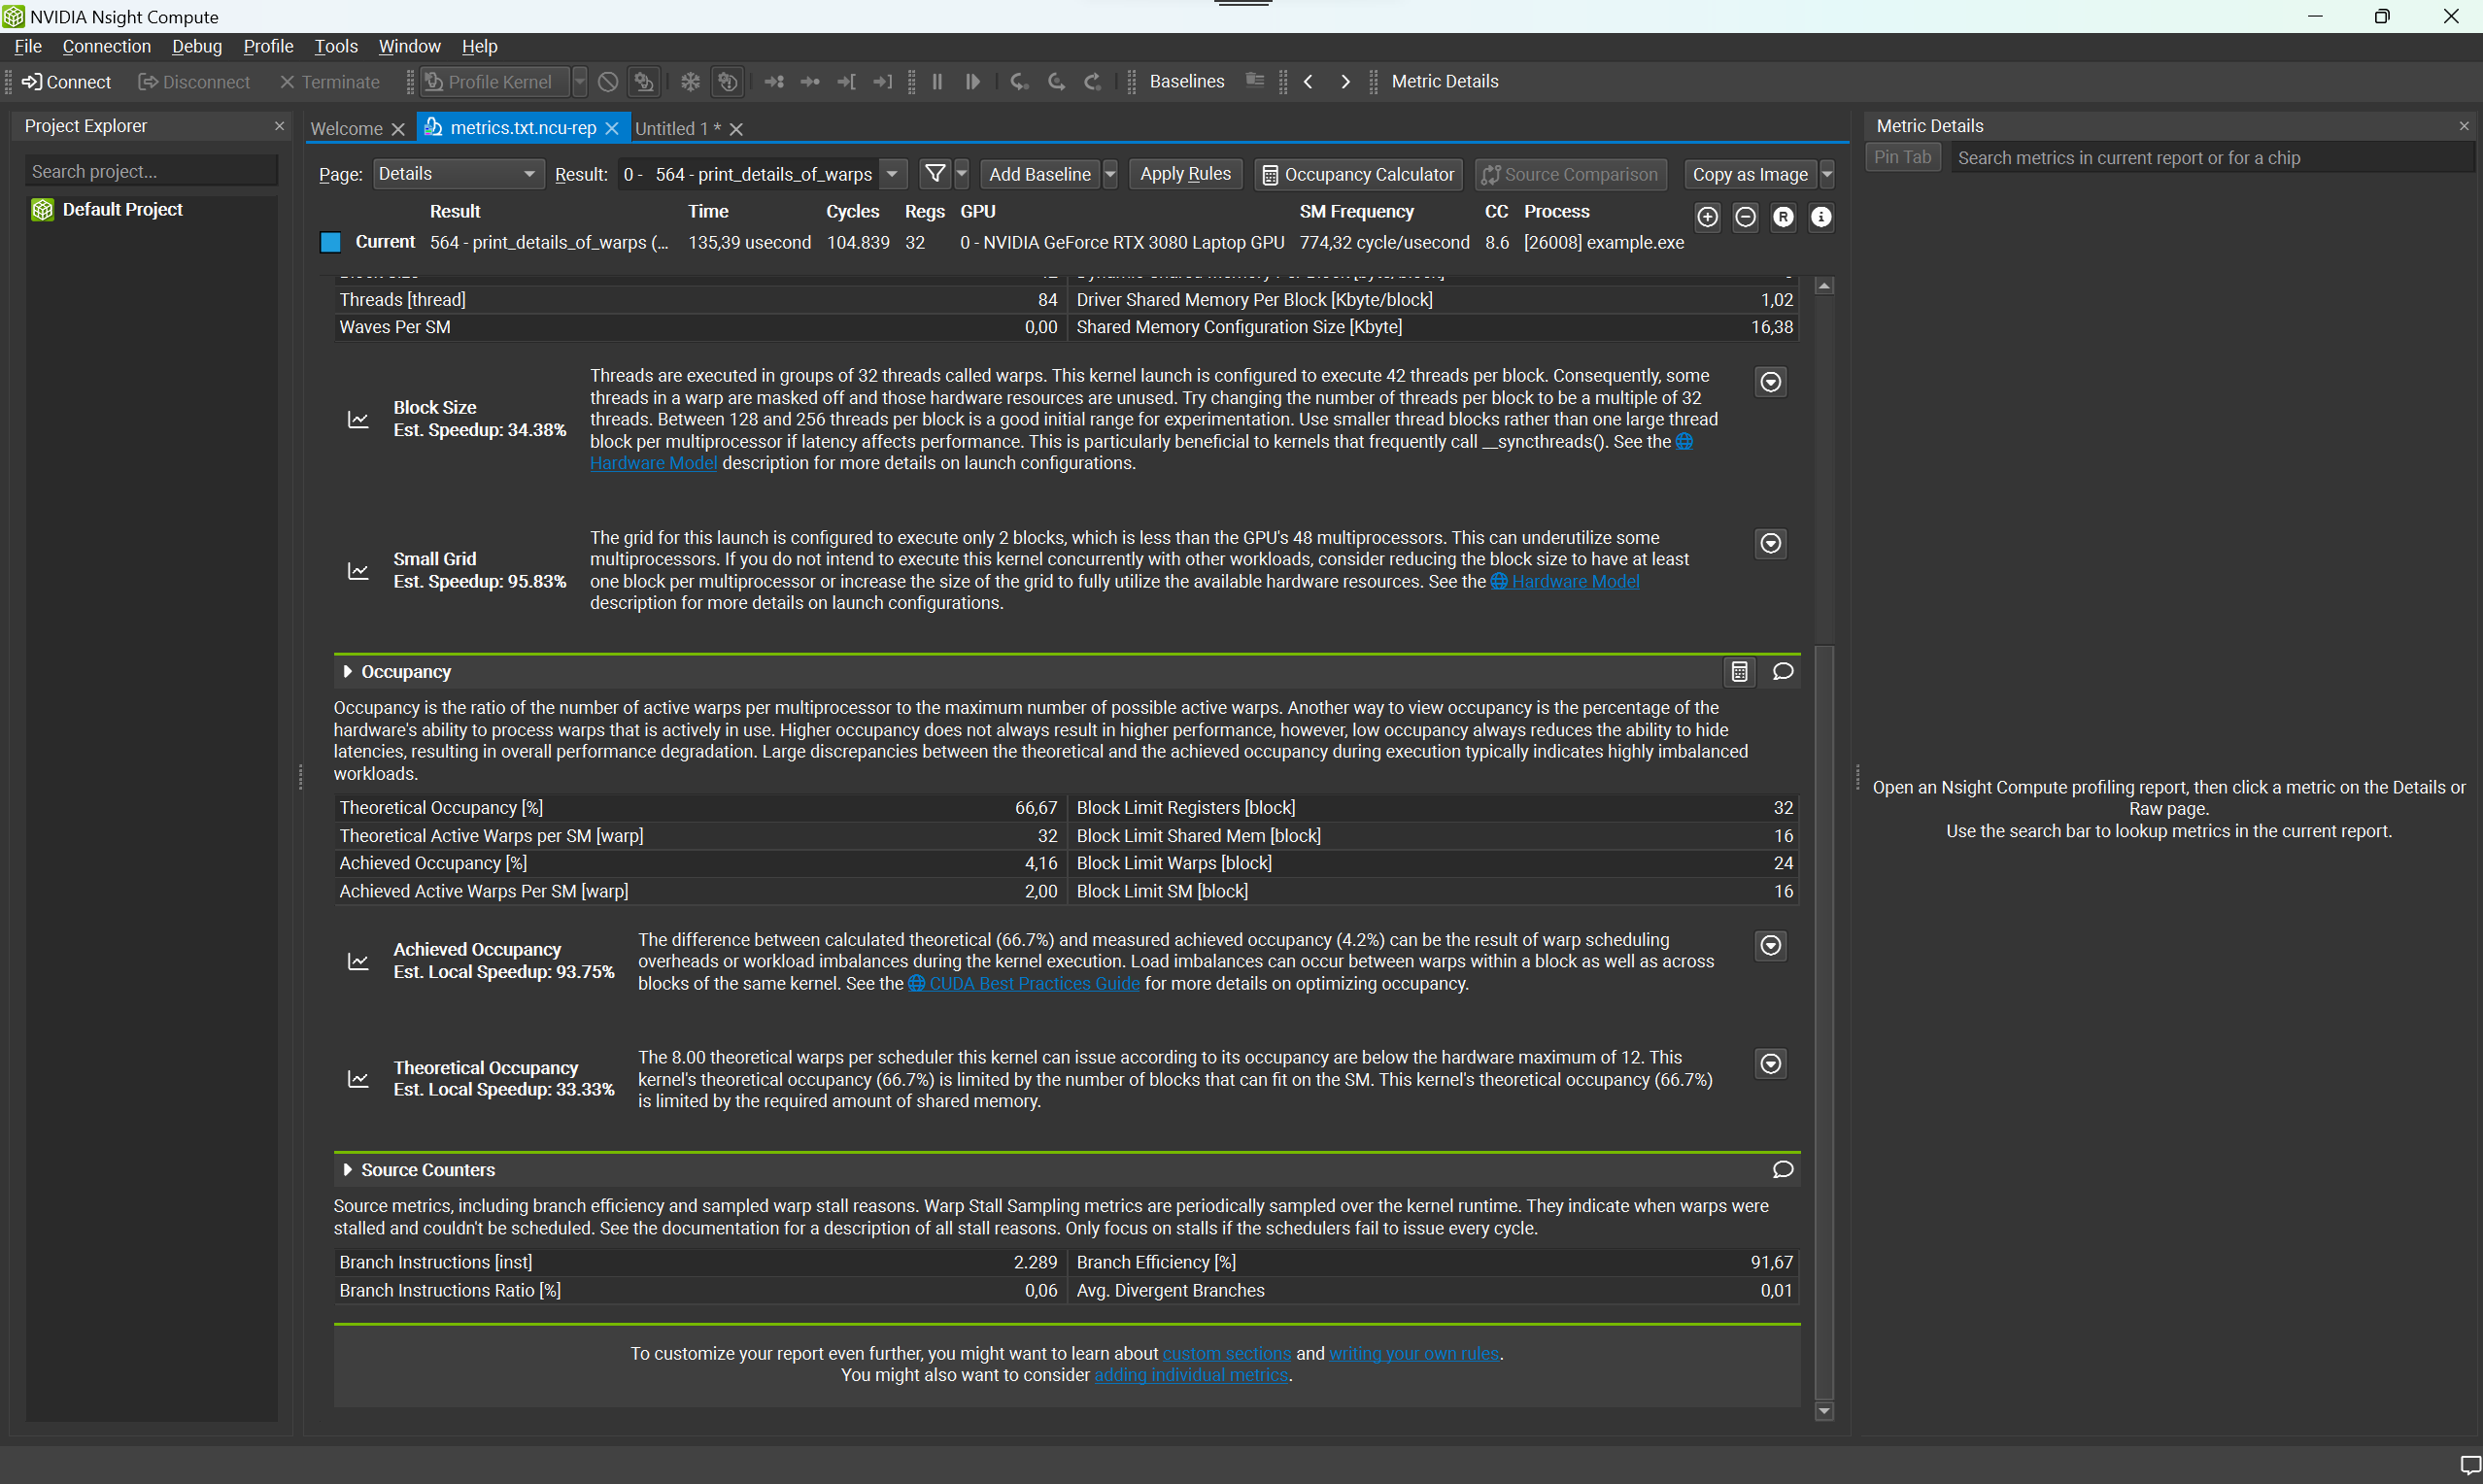 NVIDIA Nsight Compute
File Connection Debug Profile Tools Window Help
Connect Disconnect Terminate Profile Kernel Baselines Metric Details
Project Explorer
Search project...
Default Project
Welcome metrics.txt.ncu-rep Untitled 1 *
Page: Details Result: 0 - 564 - print_details_of_warps Add Baseline Apply Rules Occupancy Calculator Source Comparison Copy as Image
Result Time Cycles Regs GPU SM Frequency CC Process
Current 564 - print_details_of_warps (... 135,39 usecond 104.839 32 0 - NVIDIA GeForce RTX 3080 Laptop GPU 774,32 cycle/usecond 8.6 [26008] example.exe
Threads [thread] 84 Driver Shared Memory Per Block [Kbyte/block] 1,02
Waves Per SM 0,00 Shared Memory Configuration Size [Kbyte] 16,38
Block Size
Est. Speedup: 34.38%
Threads are executed in groups of 32 threads called warps. This kernel launch is configured to execute 42 threads per block. Consequently, some
threads in a warp are masked off and those hardware resources are unused. Try changing the number of threads per block to be a multiple of 32
threads. Between 128 and 256 threads per block is a good initial range for experimentation. Use smaller thread blocks rather than one large thread
block per multiprocessor if latency affects performance. This is particularly beneficial to kernels that frequently call __syncthreads(). See the
Hardware Model description for more details on launch configurations.
Small Grid
Est. Speedup: 95.83%
The grid for this launch is configured to execute only 2 blocks, which is less than the GPU's 48 multiprocessors. This can underutilize some
multiprocessors. If you do not intend to execute this kernel concurrently with other workloads, consider reducing the block size to have at least
one block per multiprocessor or increase the size of the grid to fully utilize the available hardware resources. See the Hardware Model
description for more details on launch configurations.
Occupancy
Occupancy is the ratio of the number of active warps per multiprocessor to the maximum number of possible active warps. Another way to view occupancy is the percentage of the
hardware's ability to process warps that is actively in use. Higher occupancy does not always result in higher performance, however, low occupancy always reduces the ability to hide
latencies, resulting in overall performance degradation. Large discrepancies between the theoretical and the achieved occupancy during execution typically indicates highly imbalanced
workloads.
Theoretical Occupancy [%] 66,67 Block Limit Registers [block] 32
Theoretical Active Warps per SM [warp] 32 Block Limit Shared Mem [block] 16
Achieved Occupancy [%] 4,16 Block Limit Warps [block] 24
Achieved Active Warps Per SM [warp] 2,00 Block Limit SM [block] 16
Achieved Occupancy
Est. Local Speedup: 93.75%
The difference between calculated theoretical (66.7%) and measured achieved occupancy (4.2%) can be the result of warp scheduling
overheads or workload imbalances during the kernel execution. Load imbalances can occur between warps within a block as well as across
blocks of the same kernel. See the CUDA Best Practices Guide for more details on optimizing occupancy.
Theoretical Occupancy
Est. Local Speedup: 33.33%
The 8.00 theoretical warps per scheduler this kernel can issue according to its occupancy are below the hardware maximum of 12. This
kernel's theoretical occupancy (66.7%) is limited by the number of blocks that can fit on the SM. This kernel's theoretical occupancy (66.7%)
is limited by the required amount of shared memory.
Source Counters
Source metrics, including branch efficiency and sampled warp stall reasons. Warp Stall Sampling metrics are periodically sampled over the kernel runtime. They indicate when warps were
stalled and couldn't be scheduled. See the documentation for a description of all stall reasons. Only focus on stalls if the schedulers fail to issue every cycle.
Branch Instructions [inst] 2.289 Branch Efficiency [%] 91,67
Branch Instructions Ratio [%] 0,06 Avg. Divergent Branches 0,01
To customize your report even further, you might want to learn about custom sections and writing your own rules.
You might also want to consider adding individual metrics.
Metric Details
Pin Tab Search metrics in current report or for a chip
Open an Nsight Compute profiling report, then click a metric on the Details or
Raw page.
Use the search bar to lookup metrics in the current report.